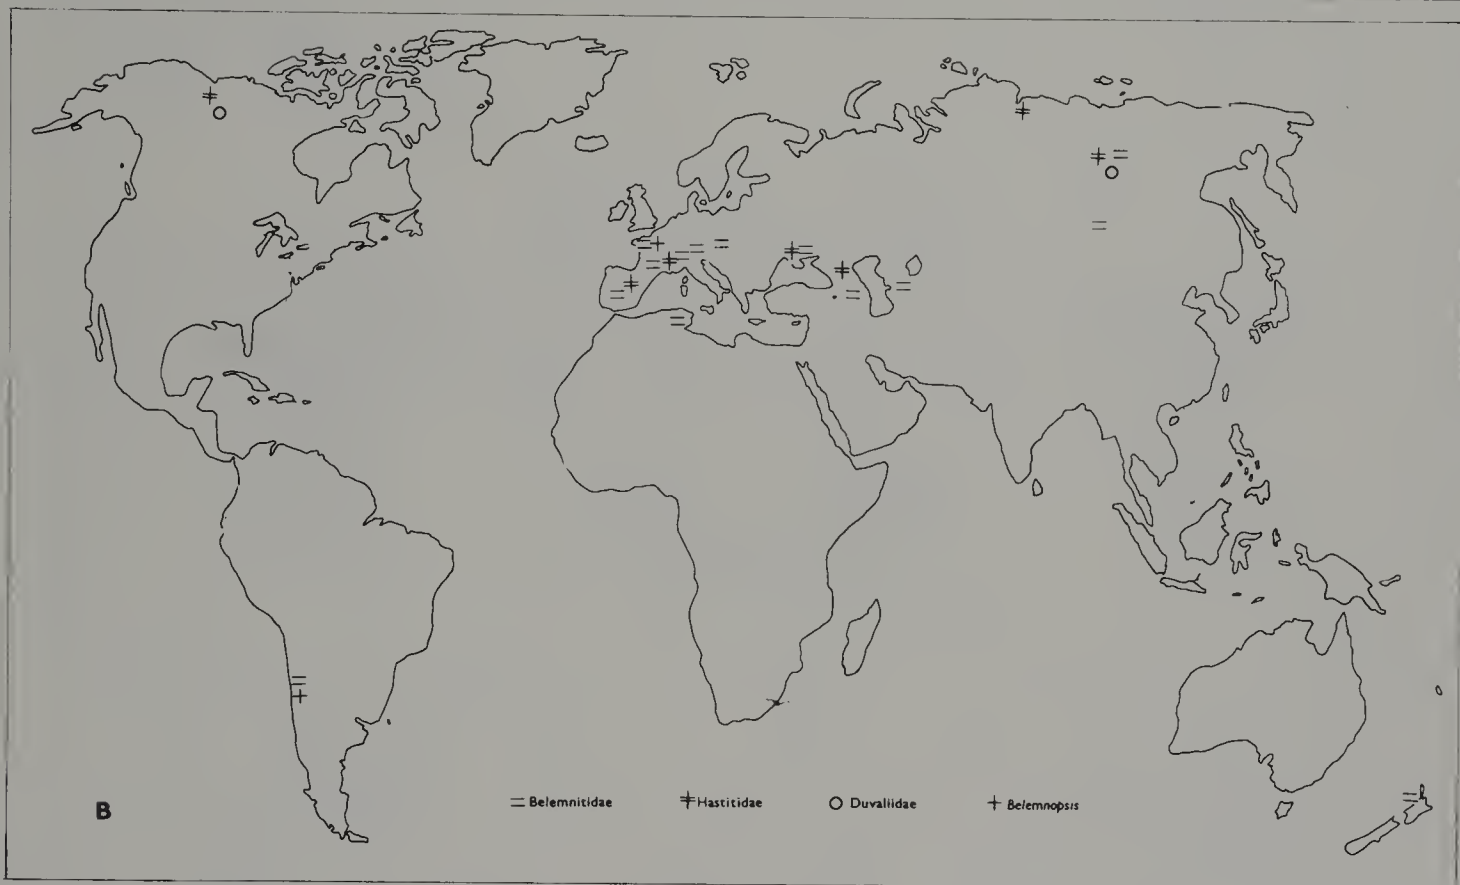 B
Belemnitidae
Hastitidae
Duvaliidae
Belemnopsis